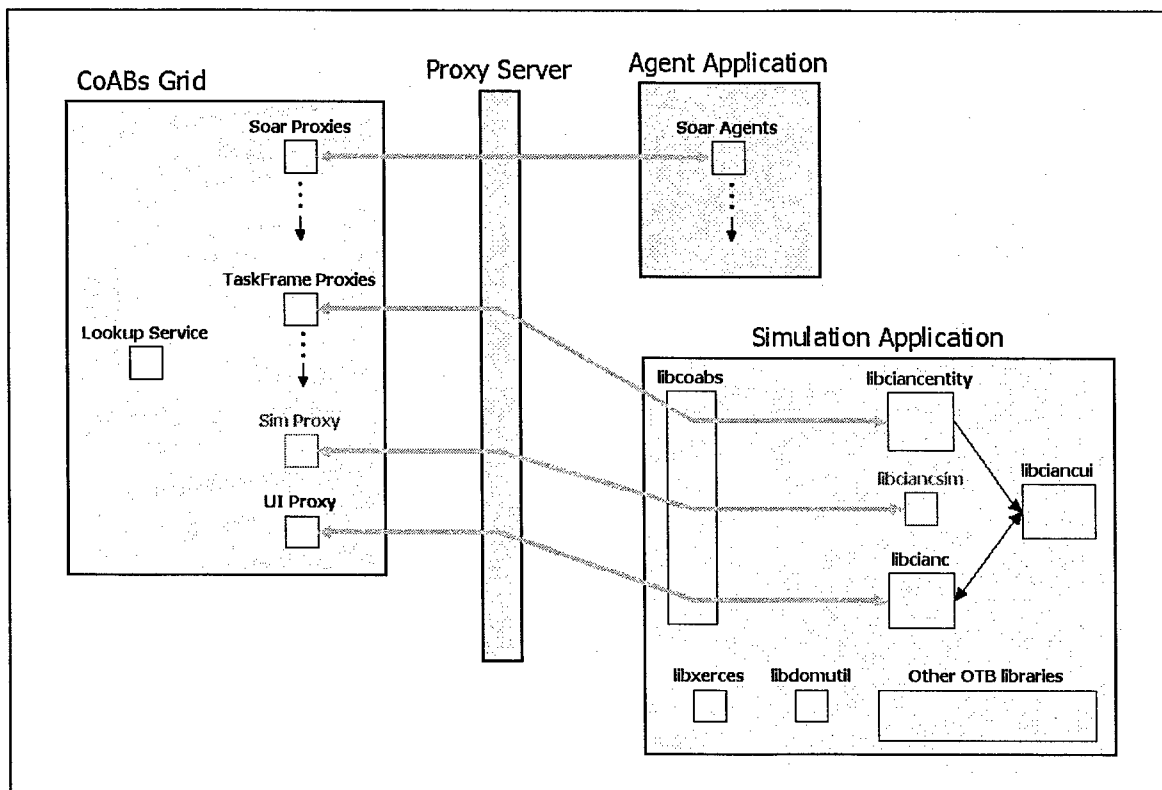 CoABs Grid
Proxy Server
Agent Application
Soar Proxies
Soar Agents
TaskFrame Proxies
Lookup Service
Simulation Application
libcoabs
libciancentity
Sim Proxy
libciancsim
libciancui
UI Proxy
libcianc
libxerces
libdomutil
Other OTB libraries